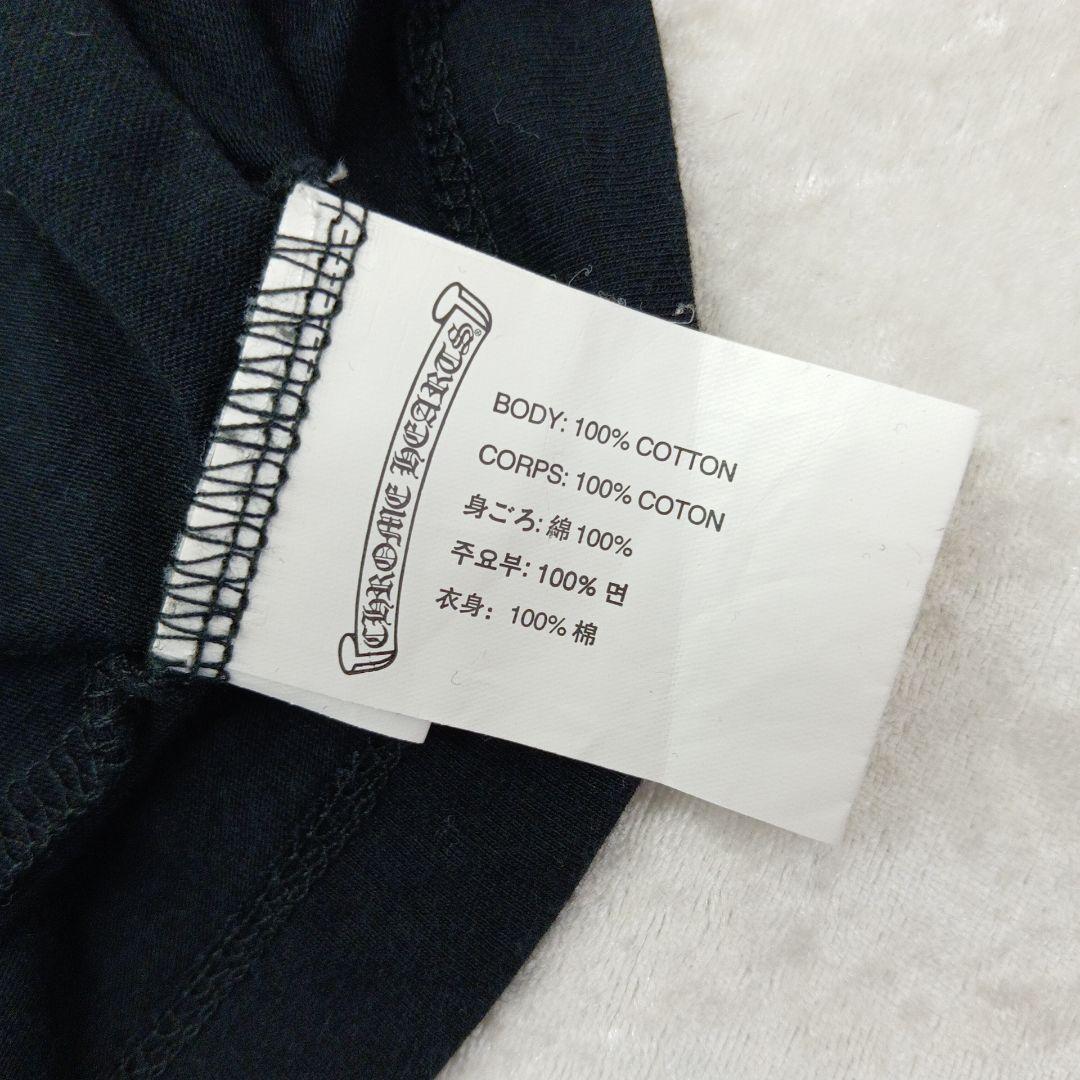 CHROME HEARTS®
BODY: 100% COTTON
CORPS: 100% COTON
身ごろ: 綿 100%
주요부: 100% 면
衣身: 100% 棉